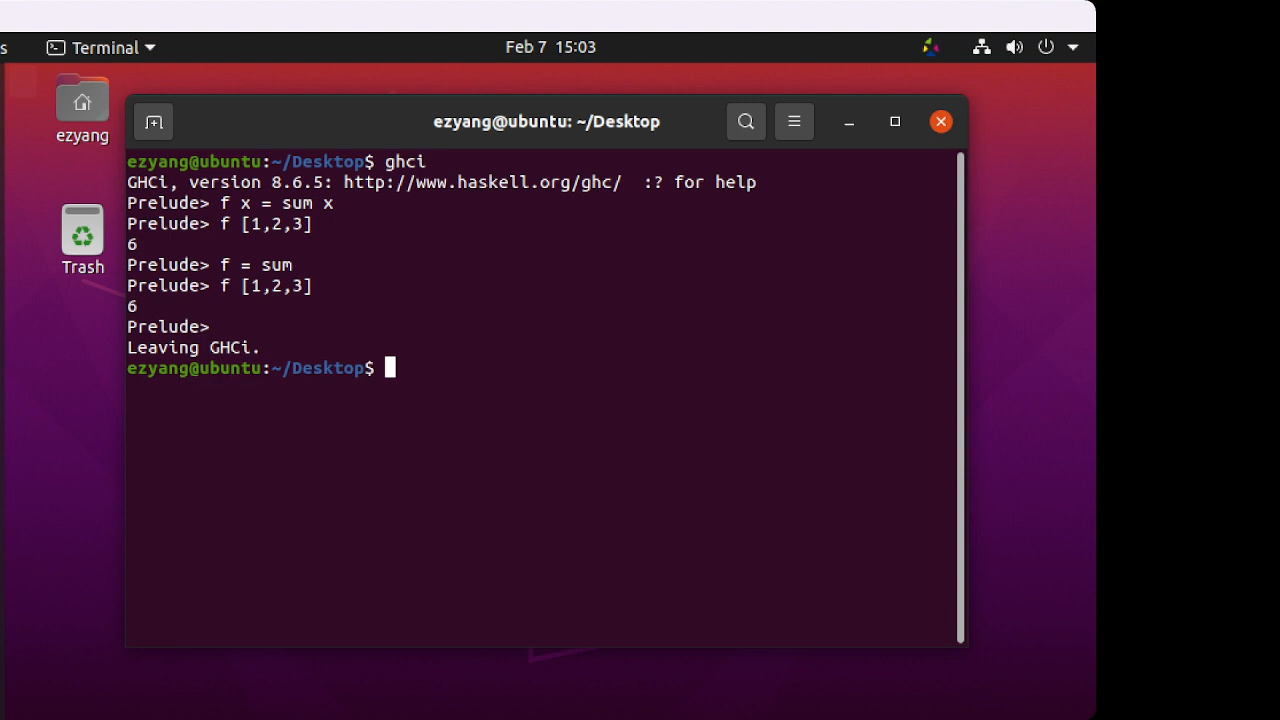 s Terminal Feb 7 15:03
ezyang
Trash
ezyang@ubuntu: ~/Desktop
ezyang@ubuntu:~/Desktop$ ghci
GHCi, version 8.6.5: http://www.haskell.org/ghc/  :? for help
Prelude> f x = sum x
Prelude> f [1,2,3]
6
Prelude> f = sum
Prelude> f [1,2,3]
6
Prelude>
Leaving GHCi.
ezyang@ubuntu:~/Desktop$